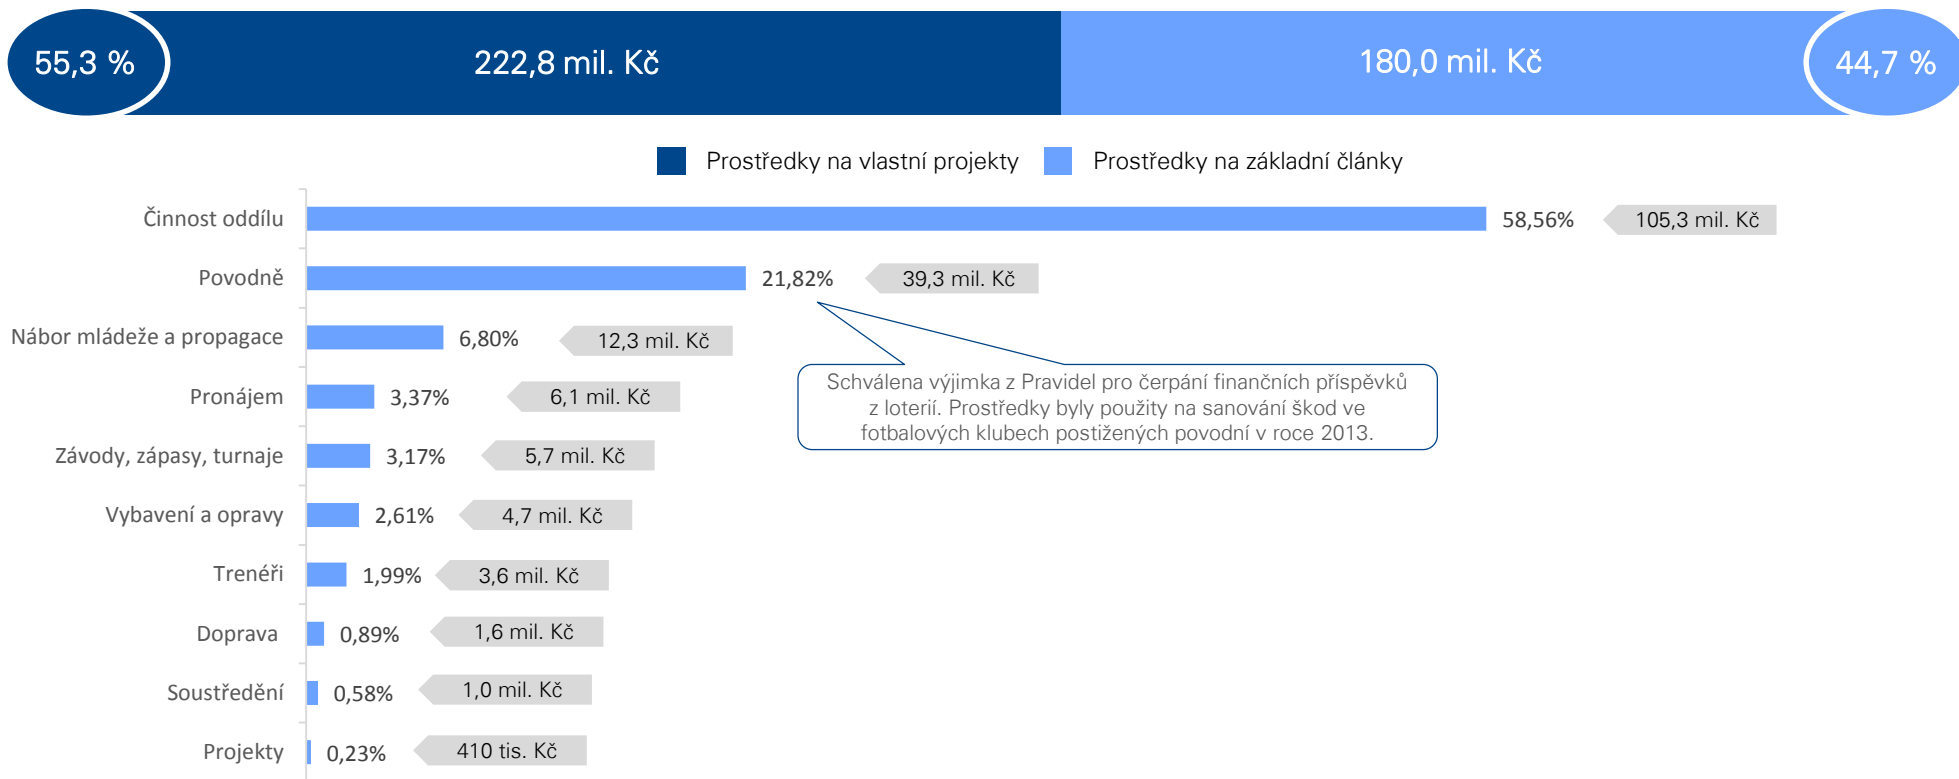 55,3 %
222,8 mil. Kč
180,0 mil. Kč
44,7 %
Prostředky na vlastní projekty
Prostředky na základní články
Činnost oddílu
58,56%
105,3 mil. Kč
Povodně
21,82%
39,3 mil. Kč
Nábor mládeže a propagace
6,80%
12,3 mil. Kč
Schválena výjimka z Pravidel pro čerpání finančních příspěvků
z loterií. Prostředky byly použity na sanování škod ve
fotbalových klubech postižených povodní v roce 2013.
Pronájem
3,37%
6,1 mil. Kč
Závody, zápasy, turnaje
3,17%
5,7 mil. Kč
Vybavení a opravy
2,61%
4,7 mil. Kč
Trenéři
1,99%
3,6 mil. Kč
Doprava
0,89%
1,6 mil. Kč
Soustředění
0,58%
1,0 mil. Kč
Projekty
0,23%
410 tis. Kč